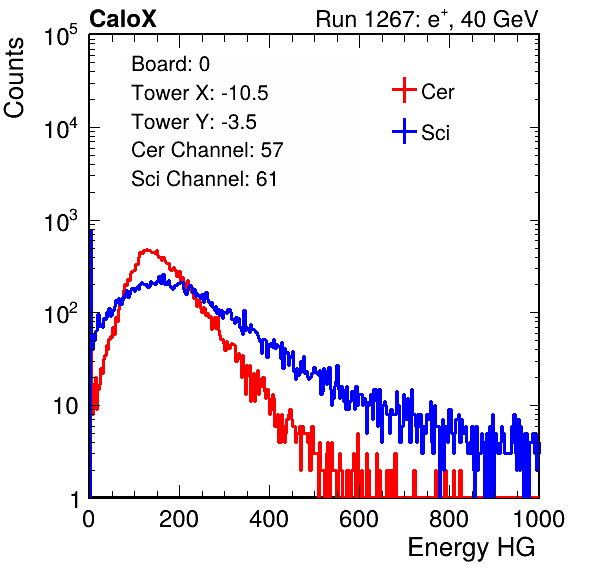 CaloX Run 1267: e⁺, 40 GeV
Counts
10⁵
10⁴
10³
10²
10
1
Board: 0
Tower X: -10.5
Tower Y: -3.5
Cer Channel: 57
Sci Channel: 61
Cer
Sci
0 200 400 600 800 1000
Energy HG